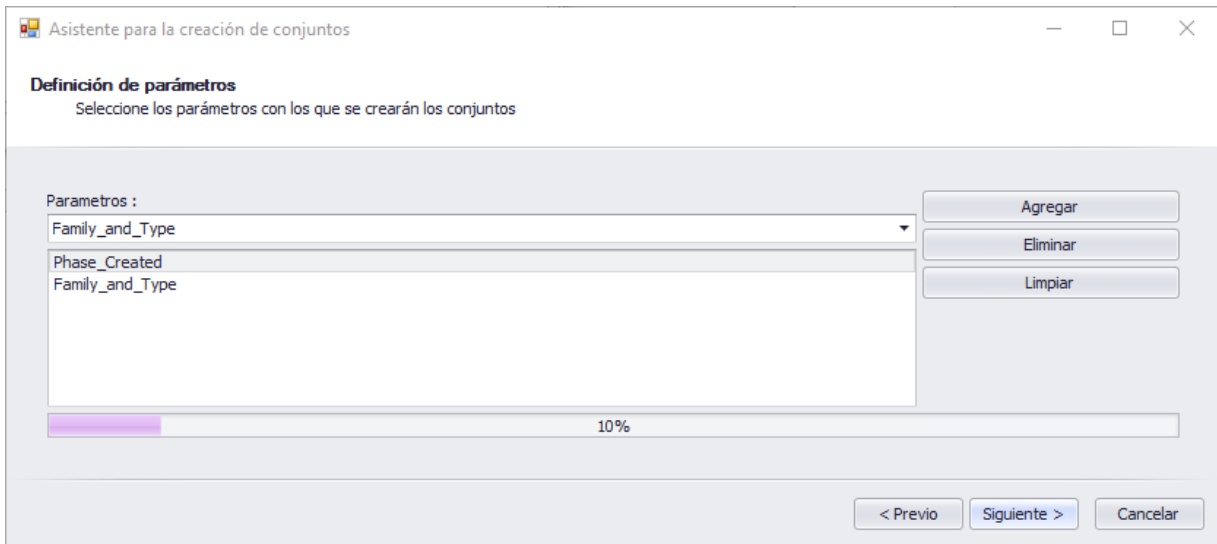 Asistente para la creación de conjuntos
Definición de parámetros
Seleccione los parámetros con los que se crearán los conjuntos
Parametros :
Family_and_Type
Agregar
Eliminar
Limpiar
Phase_Created
Family_and_Type
10%
< Previo
Siguiente >
Cancelar